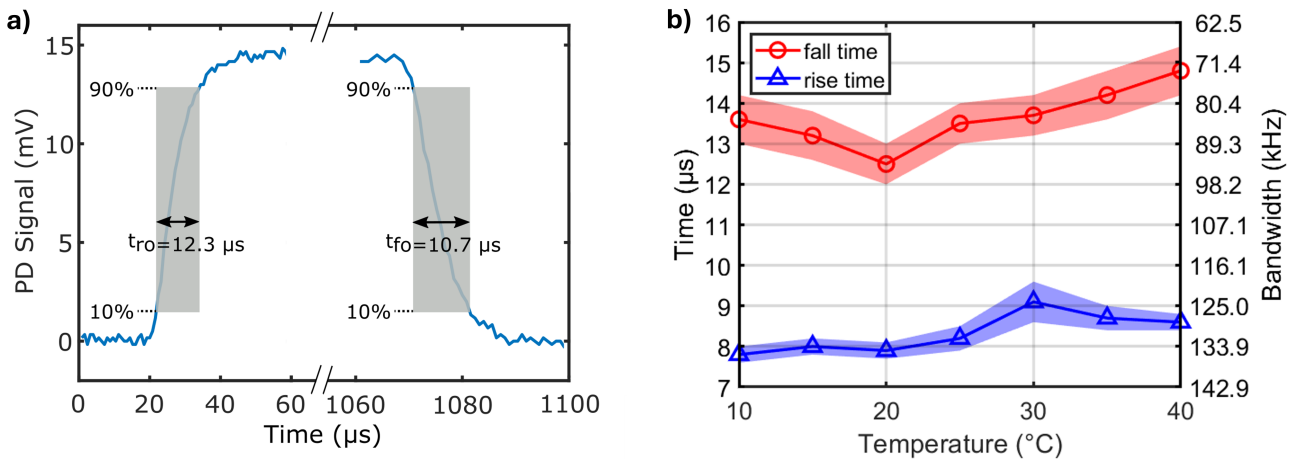 a)
PD Signal (mV)
15
10
5
0
90%
10%
tro=12.3 µs
90%
10%
tfo=10.7 µs
0 20 40 60 1060 1080 1100
Time (µs)
b)
Time (µs)
16
15
14
13
12
11
10
9
8
7
fall time
rise time
62.5
71.4
80.4
89.3
98.2
107.1
116.1
125.0
133.9
142.9
Bandwidth (kHz)
10 20 30 40
Temperature (°C)